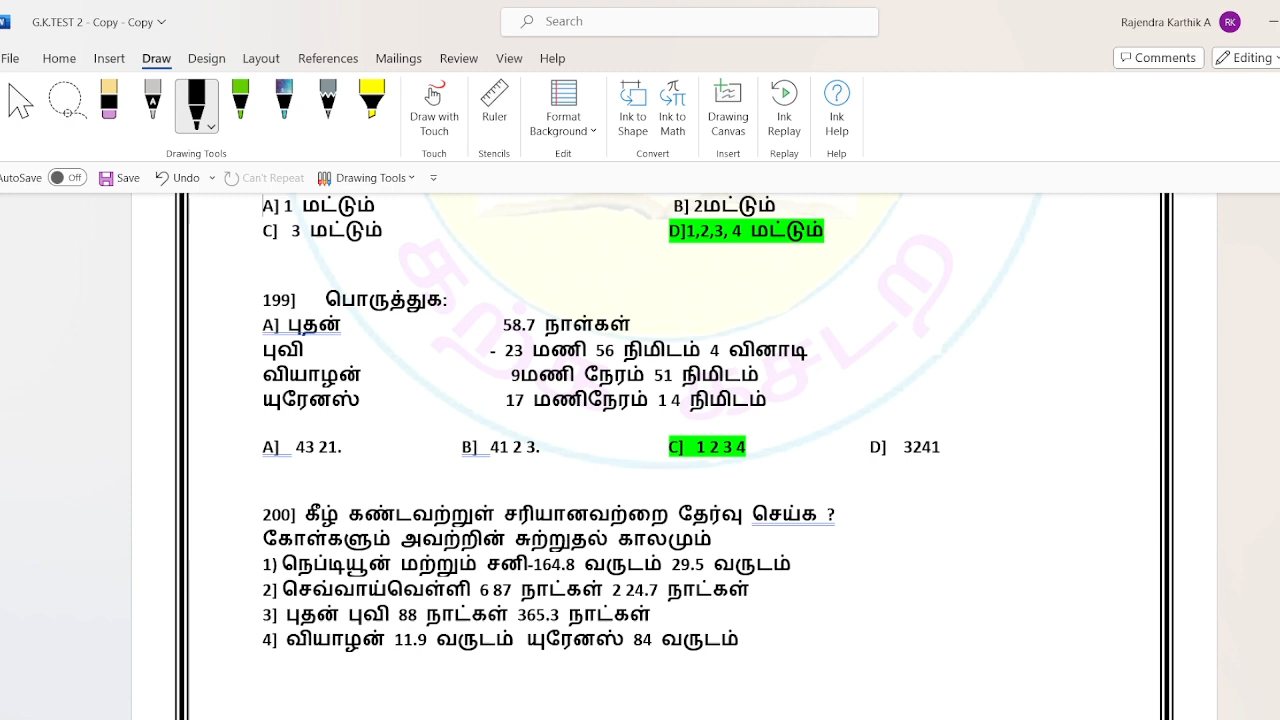 G.K.TEST 2 - Copy - Copy
Search
Rajendra Karthik A RK
File Home Insert Draw Design Layout References Mailings Review View Help
Comments Editing
Draw with Touch
Ruler
Format Background
Ink to Shape
Ink to Math
Drawing Canvas
Ink Replay
Ink Help
Drawing Tools Touch Stencils Edit Convert Insert Replay Help
AutoSave Off Save Undo Can't Repeat Drawing Tools
A] 1 மட்டும் B] 2மட்டும்
C] 3 மட்டும் D]1,2,3, 4 மட்டும்
199] பொருத்துக:
A] புதன் 58.7 நாள்கள்
புவி - 23 மணி 56 நிமிடம் 4 வினாடி
வியாழன் 9மணி நேரம் 51 நிமிடம்
யுரேனஸ் 17 மணிநேரம் 1 4 நிமிடம்
A] 43 21. B] 41 2 3. C] 1 2 3 4 D] 3241
200] கீழ் கண்டவற்றுள் சரியானவற்றை தேர்வு செய்க ?
கோள்களும் அவற்றின் சுற்றுதல் காலமும்
1) நெப்டியூன் மற்றும் சனி-164.8 வருடம் 29.5 வருடம்
2] செவ்வாய்வெள்ளி 6 87 நாட்கள் 2 24.7 நாட்கள்
3] புதன் புவி 88 நாட்கள் 365.3 நாட்கள்
4] வியாழன் 11.9 வருடம் யுரேனஸ் 84 வருடம்